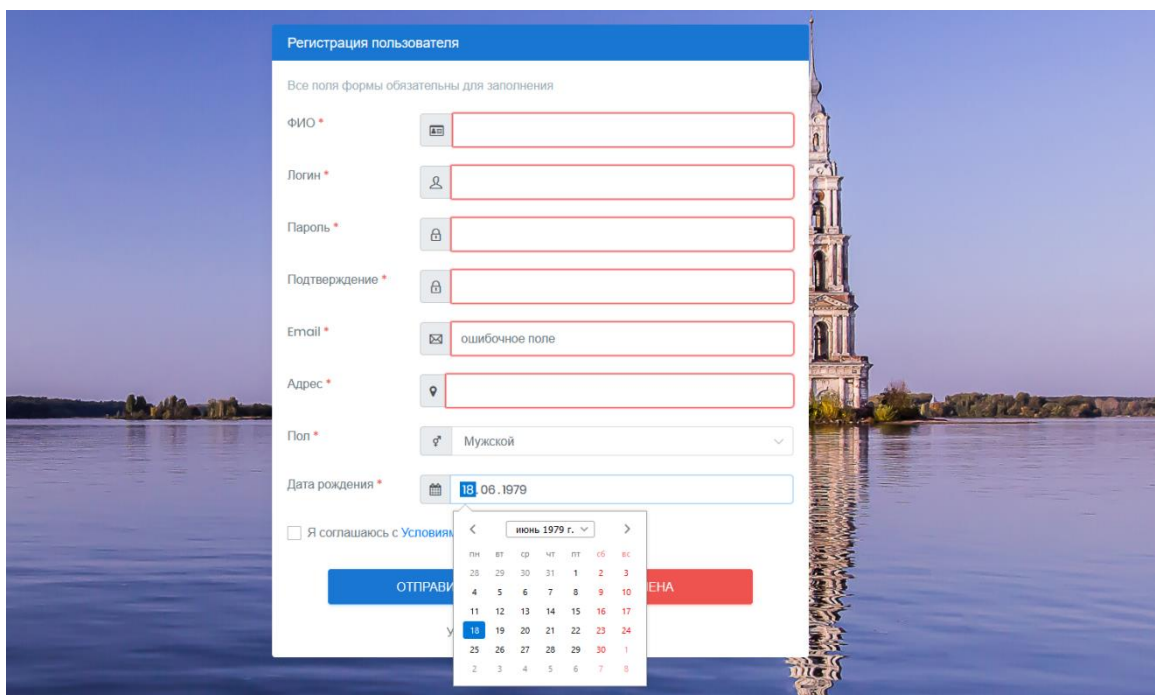 Регистрация пользователя
Все поля формы обязательны для заполнения
ФИО *
Логин *
Пароль *
Подтверждение *
Email *
ошибочное поле
Адрес *
Пол *
Мужской
Дата рождения *
18.06.1979
Я соглашаюсь с Условиям
июнь 1979 г.
пн вт ср чт пт сб вс
28 29 30 31 1 2 3
4 5 6 7 8 9 10
11 12 13 14 15 16 17
18 19 20 21 22 23 24
25 26 27 28 29 30 1
2 3 4 5 6 7 8
ОТПРАВИ
ЕНА
У